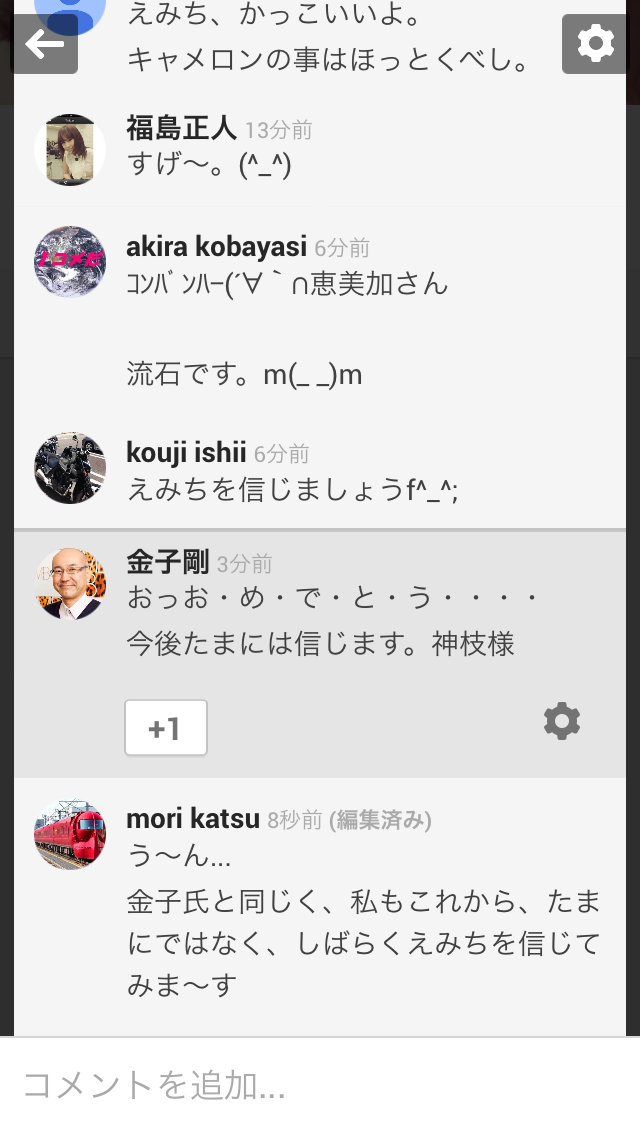 えみち、かっこいいよ。
キャメロンの事はほっとくべし。
福島正人 13分前
すげ〜。(^_^)
akira kobayasi 6分前
ｺﾝﾊﾞﾝﾊｰ(´∀｀∩恵美加さん
流石です。m(_ _)m
kouji ishii 6分前
えみちを信じましょうf^_^;
金子剛 3分前
おっお・め・で・と・う・・・・
今後たまには信じます。神枝様
+1
mori katsu 8秒前 (編集済み)
う〜ん...
金子氏と同じく、私もこれから、たま
にではなく、しばらくえみちを信じて
みま〜す
コメントを追加...